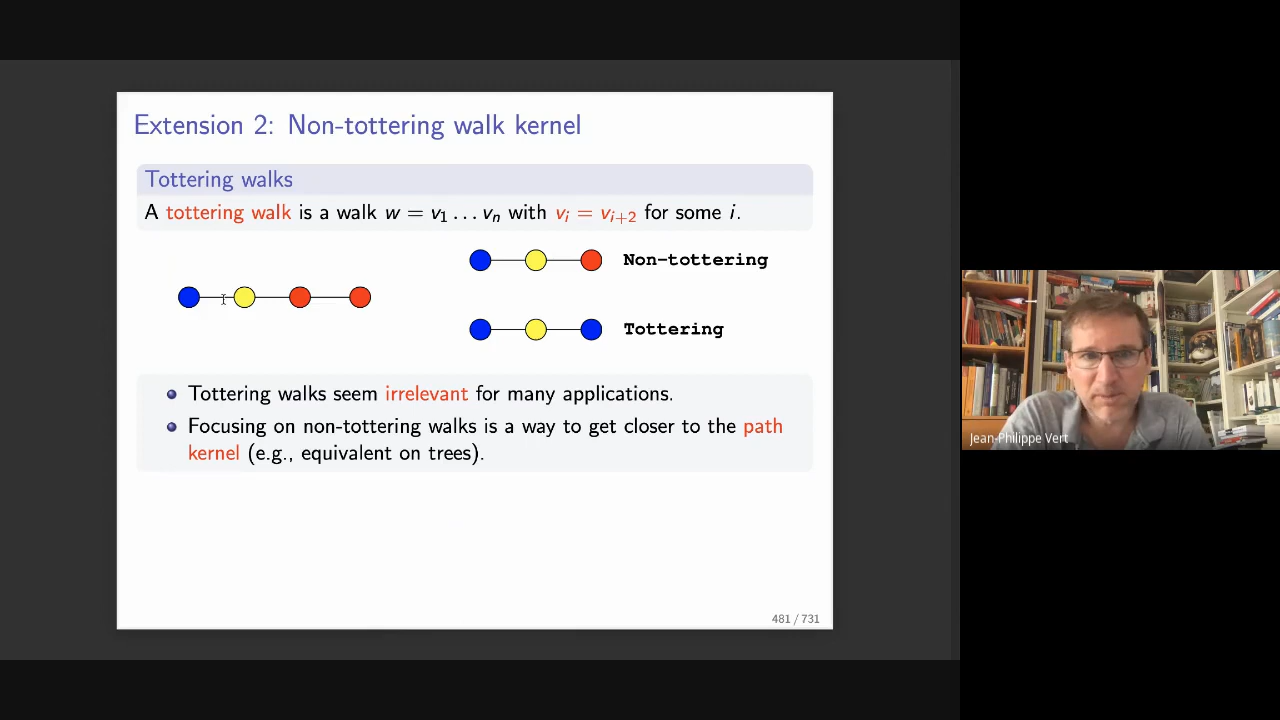 Extension 2: Non-tottering walk kernel
Tottering walks
A tottering walk is a walk w = v₁ … vₙ with vᵢ = vᵢ₊₂ for some i.
Non-tottering
Tottering
Tottering walks seem irrelevant for many applications.
Focusing on non-tottering walks is a way to get closer to the path
kernel (e.g., equivalent on trees).
481 / 731
Jean-Philippe Vert